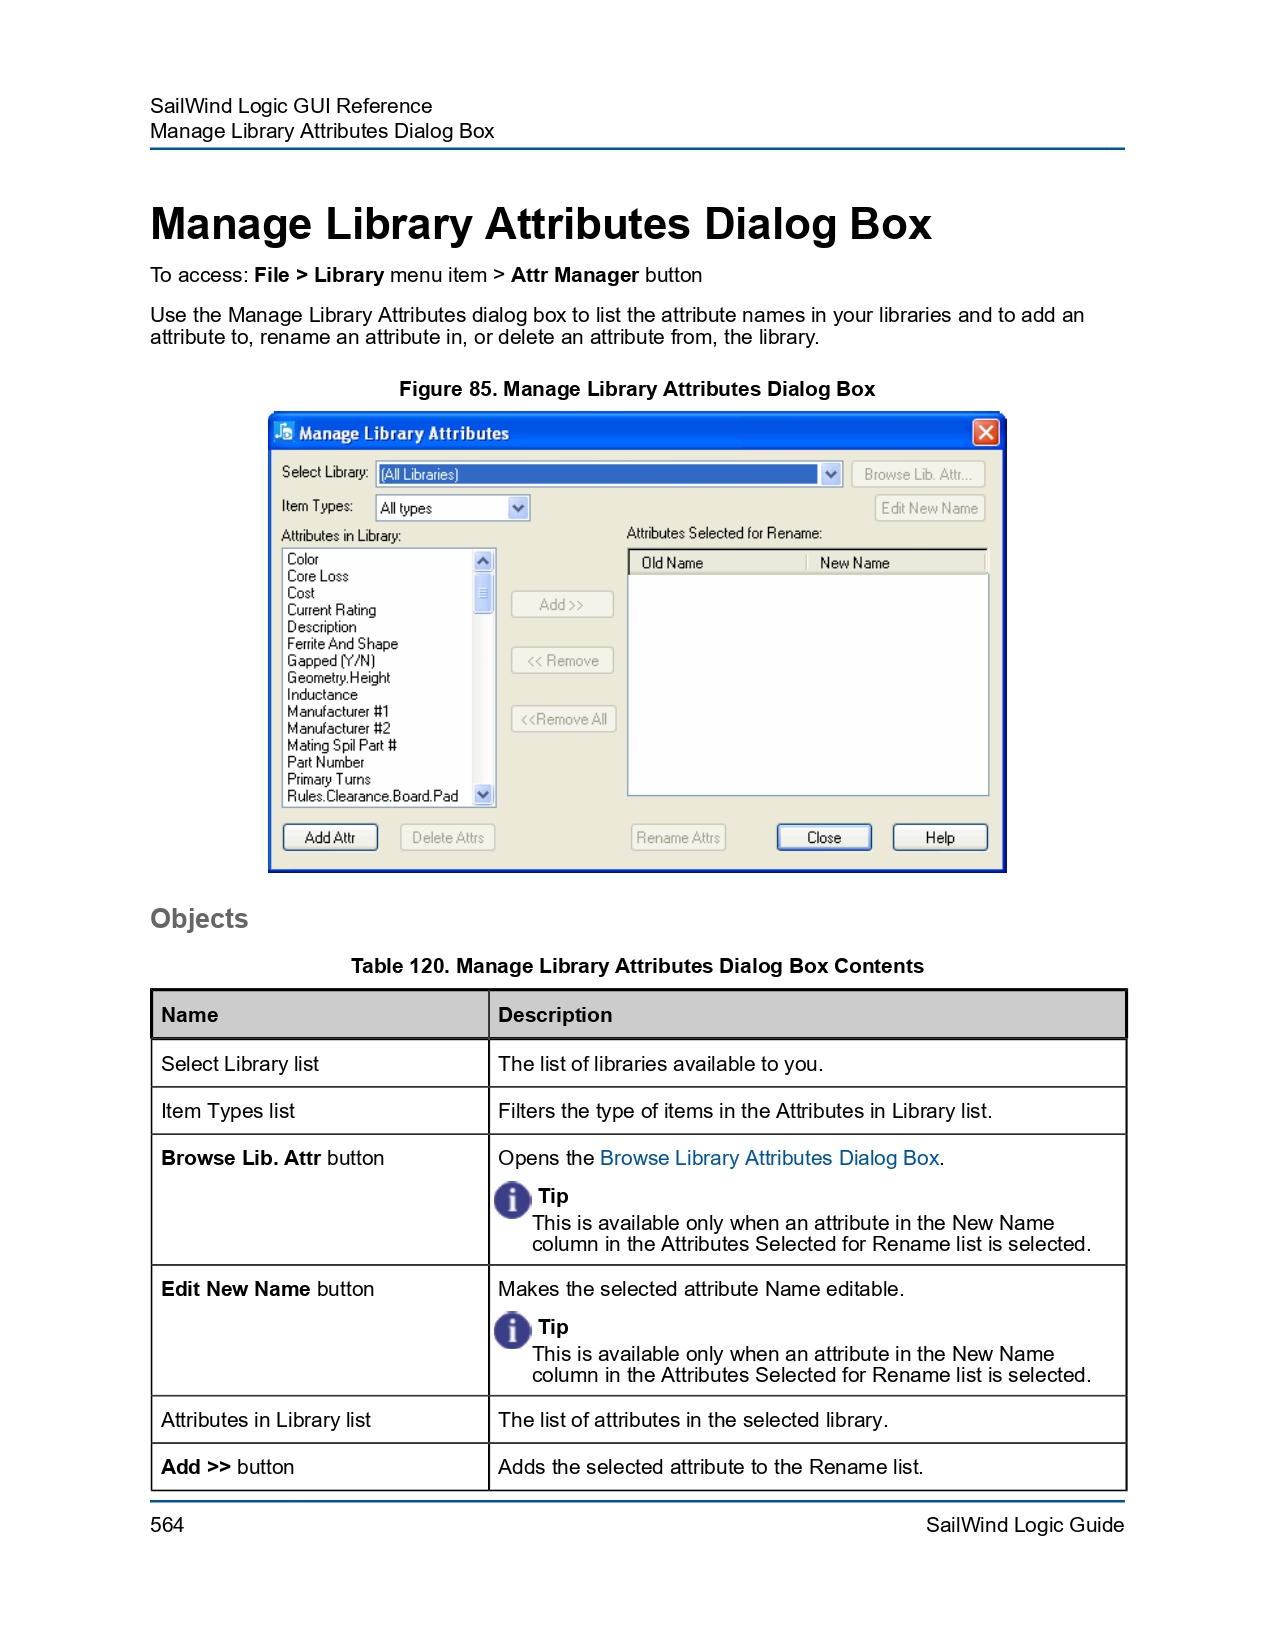 SailWind Logic GUI Reference
Manage Library Attributes Dialog Box
Manage Library Attributes Dialog Box
To access: File > Library menu item > Attr Manager button
Use the Manage Library Attributes dialog box to list the attribute names in your libraries and to add an
attribute to, rename an attribute in, or delete an attribute from, the library.
Figure 85. Manage Library Attributes Dialog Box
Manage Library Attributes
Select Library: (All Libraries) Browse Lib. Attr...
Item Types: All types Edit New Name
Attributes in Library: Attributes Selected for Rename:
Old Name New Name
Color
Core Loss
Cost
Current Rating
Description
Ferrite And Shape
Gapped (Y/N)
Geometry.Height
Inductance
Manufacturer #1
Manufacturer #2
Mating Spil Part #
Part Number
Primary Turns
Rules.Clearance.Board.Pad
Add >>
<< Remove
<<Remove All
Add Attr Delete Attrs Rename Attrs Close Help
Objects
Table 120. Manage Library Attributes Dialog Box Contents
Name Description
Select Library list The list of libraries available to you.
Item Types list Filters the type of items in the Attributes in Library list.
Browse Lib. Attr button Opens the Browse Library Attributes Dialog Box.
Tip
This is available only when an attribute in the New Name
column in the Attributes Selected for Rename list is selected.
Edit New Name button Makes the selected attribute Name editable.
Tip
This is available only when an attribute in the New Name
column in the Attributes Selected for Rename list is selected.
Attributes in Library list The list of attributes in the selected library.
Add >> button Adds the selected attribute to the Rename list.
564 SailWind Logic Guide